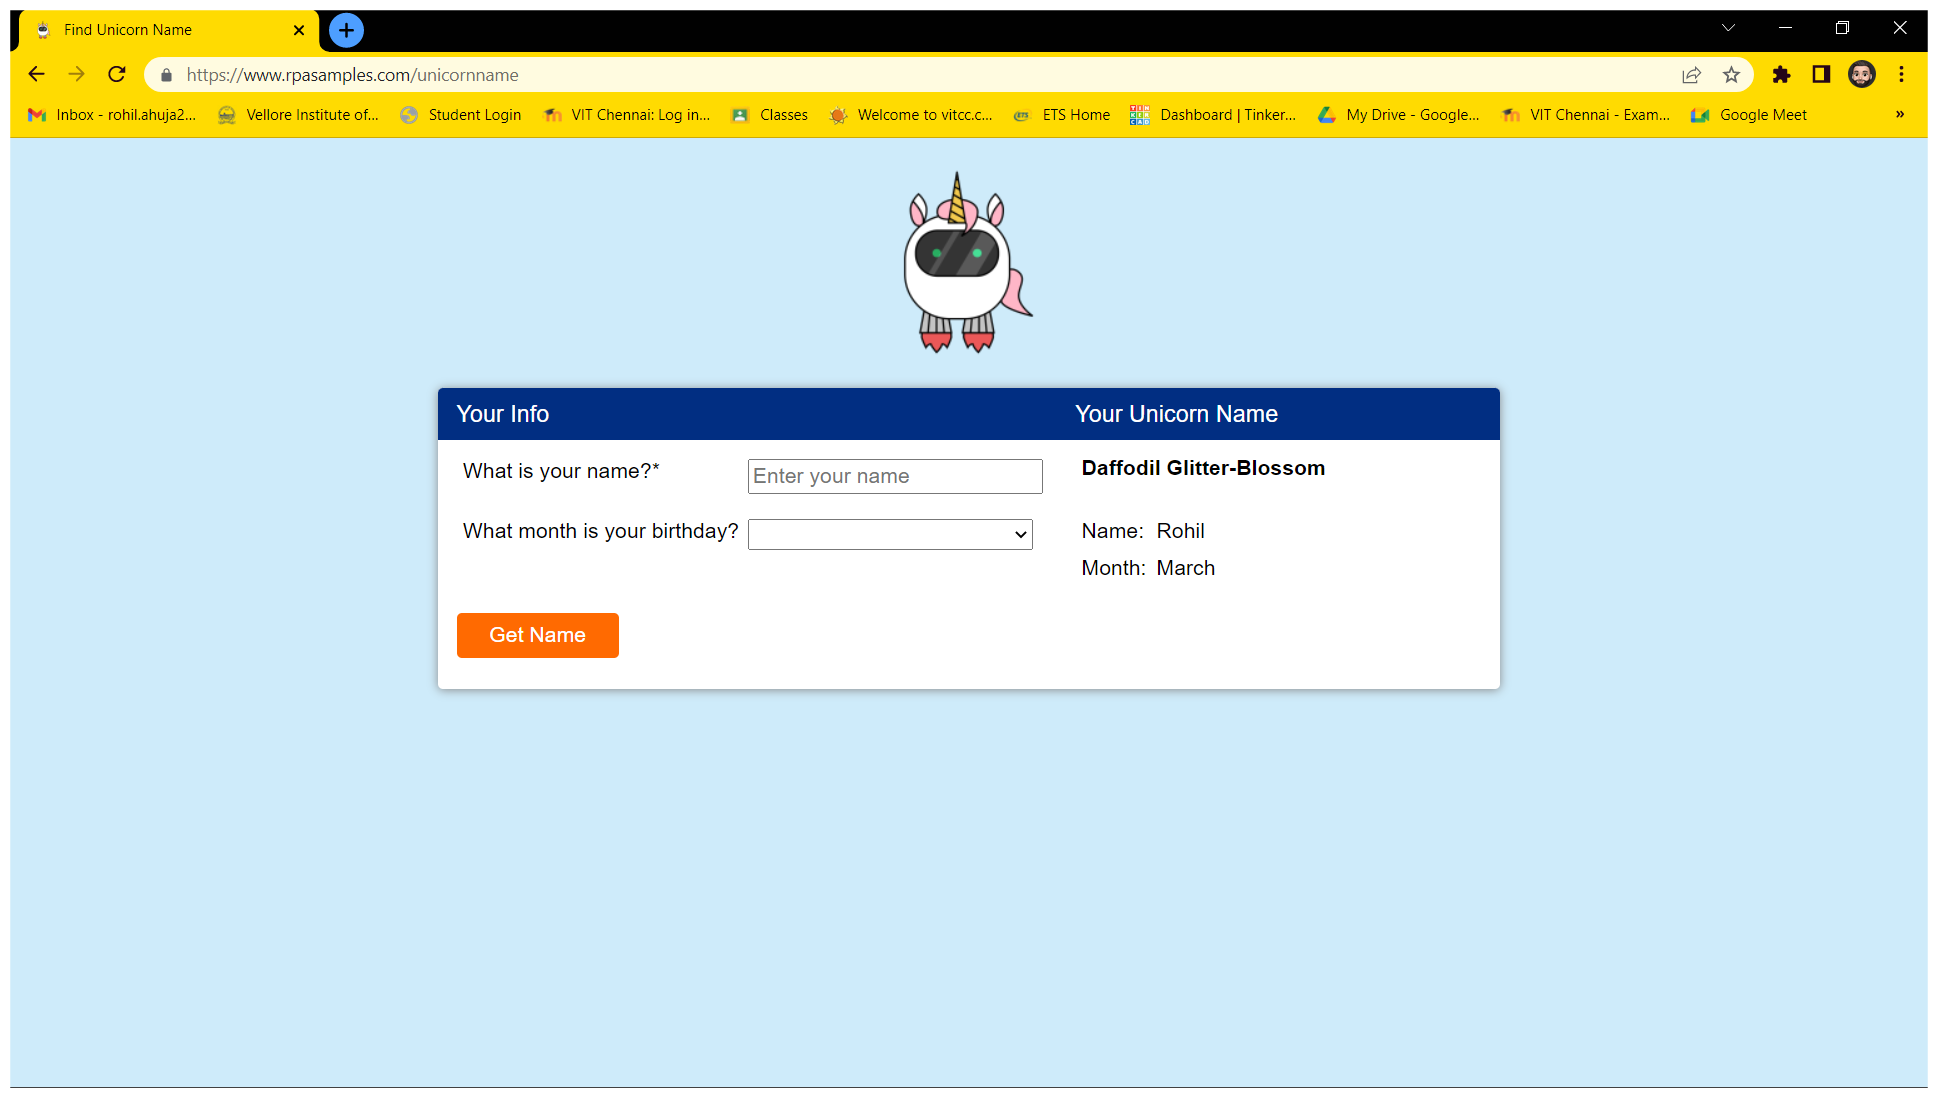 Find Unicorn Name
https://www.rpasamples.com/unicornname
Inbox - rohil.ahuja2... Vellore Institute of... Student Login VIT Chennai: Log in... Classes Welcome to vitcc.c... ETS Home Dashboard | Tinker... My Drive - Google... VIT Chennai - Exam... Google Meet »
Your Info Your Unicorn Name
What is your name?* Enter your name Daffodil Glitter-Blossom
What month is your birthday? Name: Rohil
Month: March
Get Name